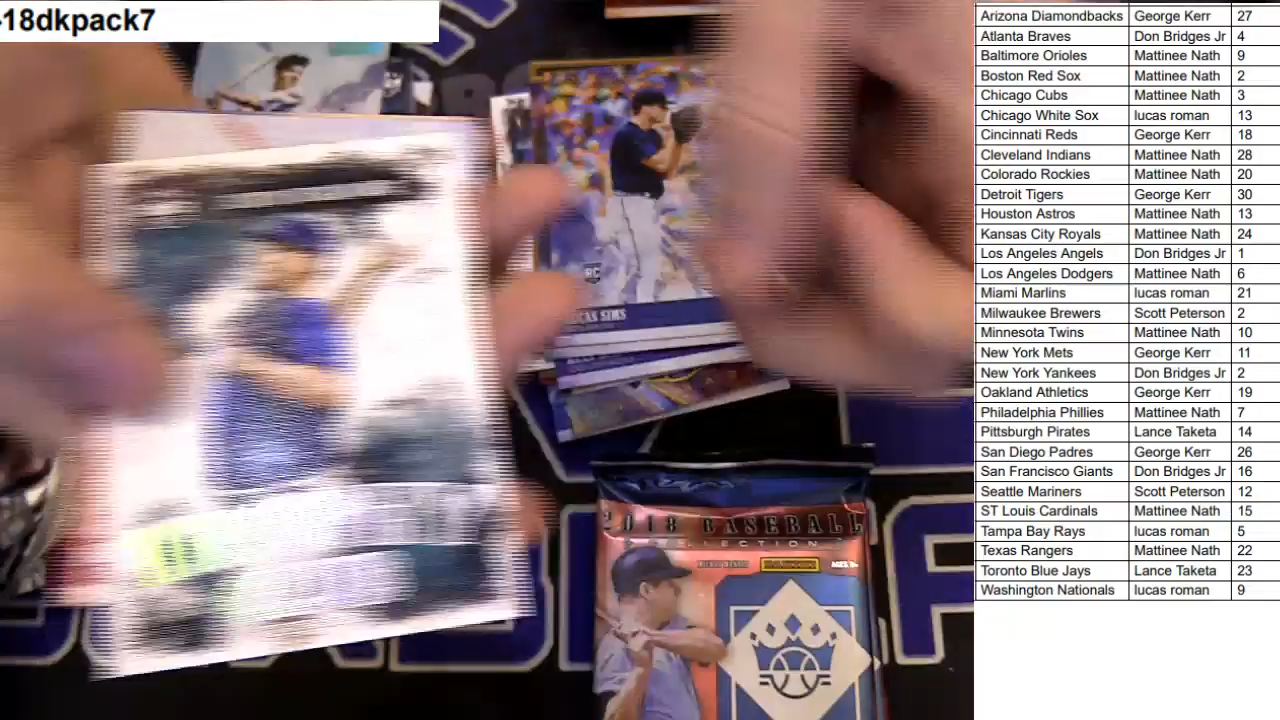 -18dkpack7
Arizona Diamondbacks George Kerr 27
Atlanta Braves Don Bridges Jr 4
Baltimore Orioles Mattinee Nath 9
Boston Red Sox Mattinee Nath 2
Chicago Cubs Mattinee Nath 3
Chicago White Sox lucas roman 13
Cincinnati Reds George Kerr 18
Cleveland Indians Mattinee Nath 28
Colorado Rockies Mattinee Nath 20
Detroit Tigers George Kerr 30
Houston Astros Mattinee Nath 13
Kansas City Royals Mattinee Nath 24
Los Angeles Angels Don Bridges Jr 1
Los Angeles Dodgers Mattinee Nath 6
Miami Marlins lucas roman 21
Milwaukee Brewers Scott Peterson 2
Minnesota Twins Mattinee Nath 10
New York Mets George Kerr 11
New York Yankees Don Bridges Jr 2
Oakland Athletics George Kerr 19
Philadelphia Phillies Mattinee Nath 7
Pittsburgh Pirates Lance Taketa 14
San Diego Padres George Kerr 26
San Francisco Giants Don Bridges Jr 16
Seattle Mariners Scott Peterson 12
ST Louis Cardinals Mattinee Nath 15
Tampa Bay Rays lucas roman 5
Texas Rangers Mattinee Nath 22
Toronto Blue Jays Lance Taketa 23
Washington Nationals lucas roman 9
RC
SIMS
2018 BASEBALL
COLLECTION
PANINI